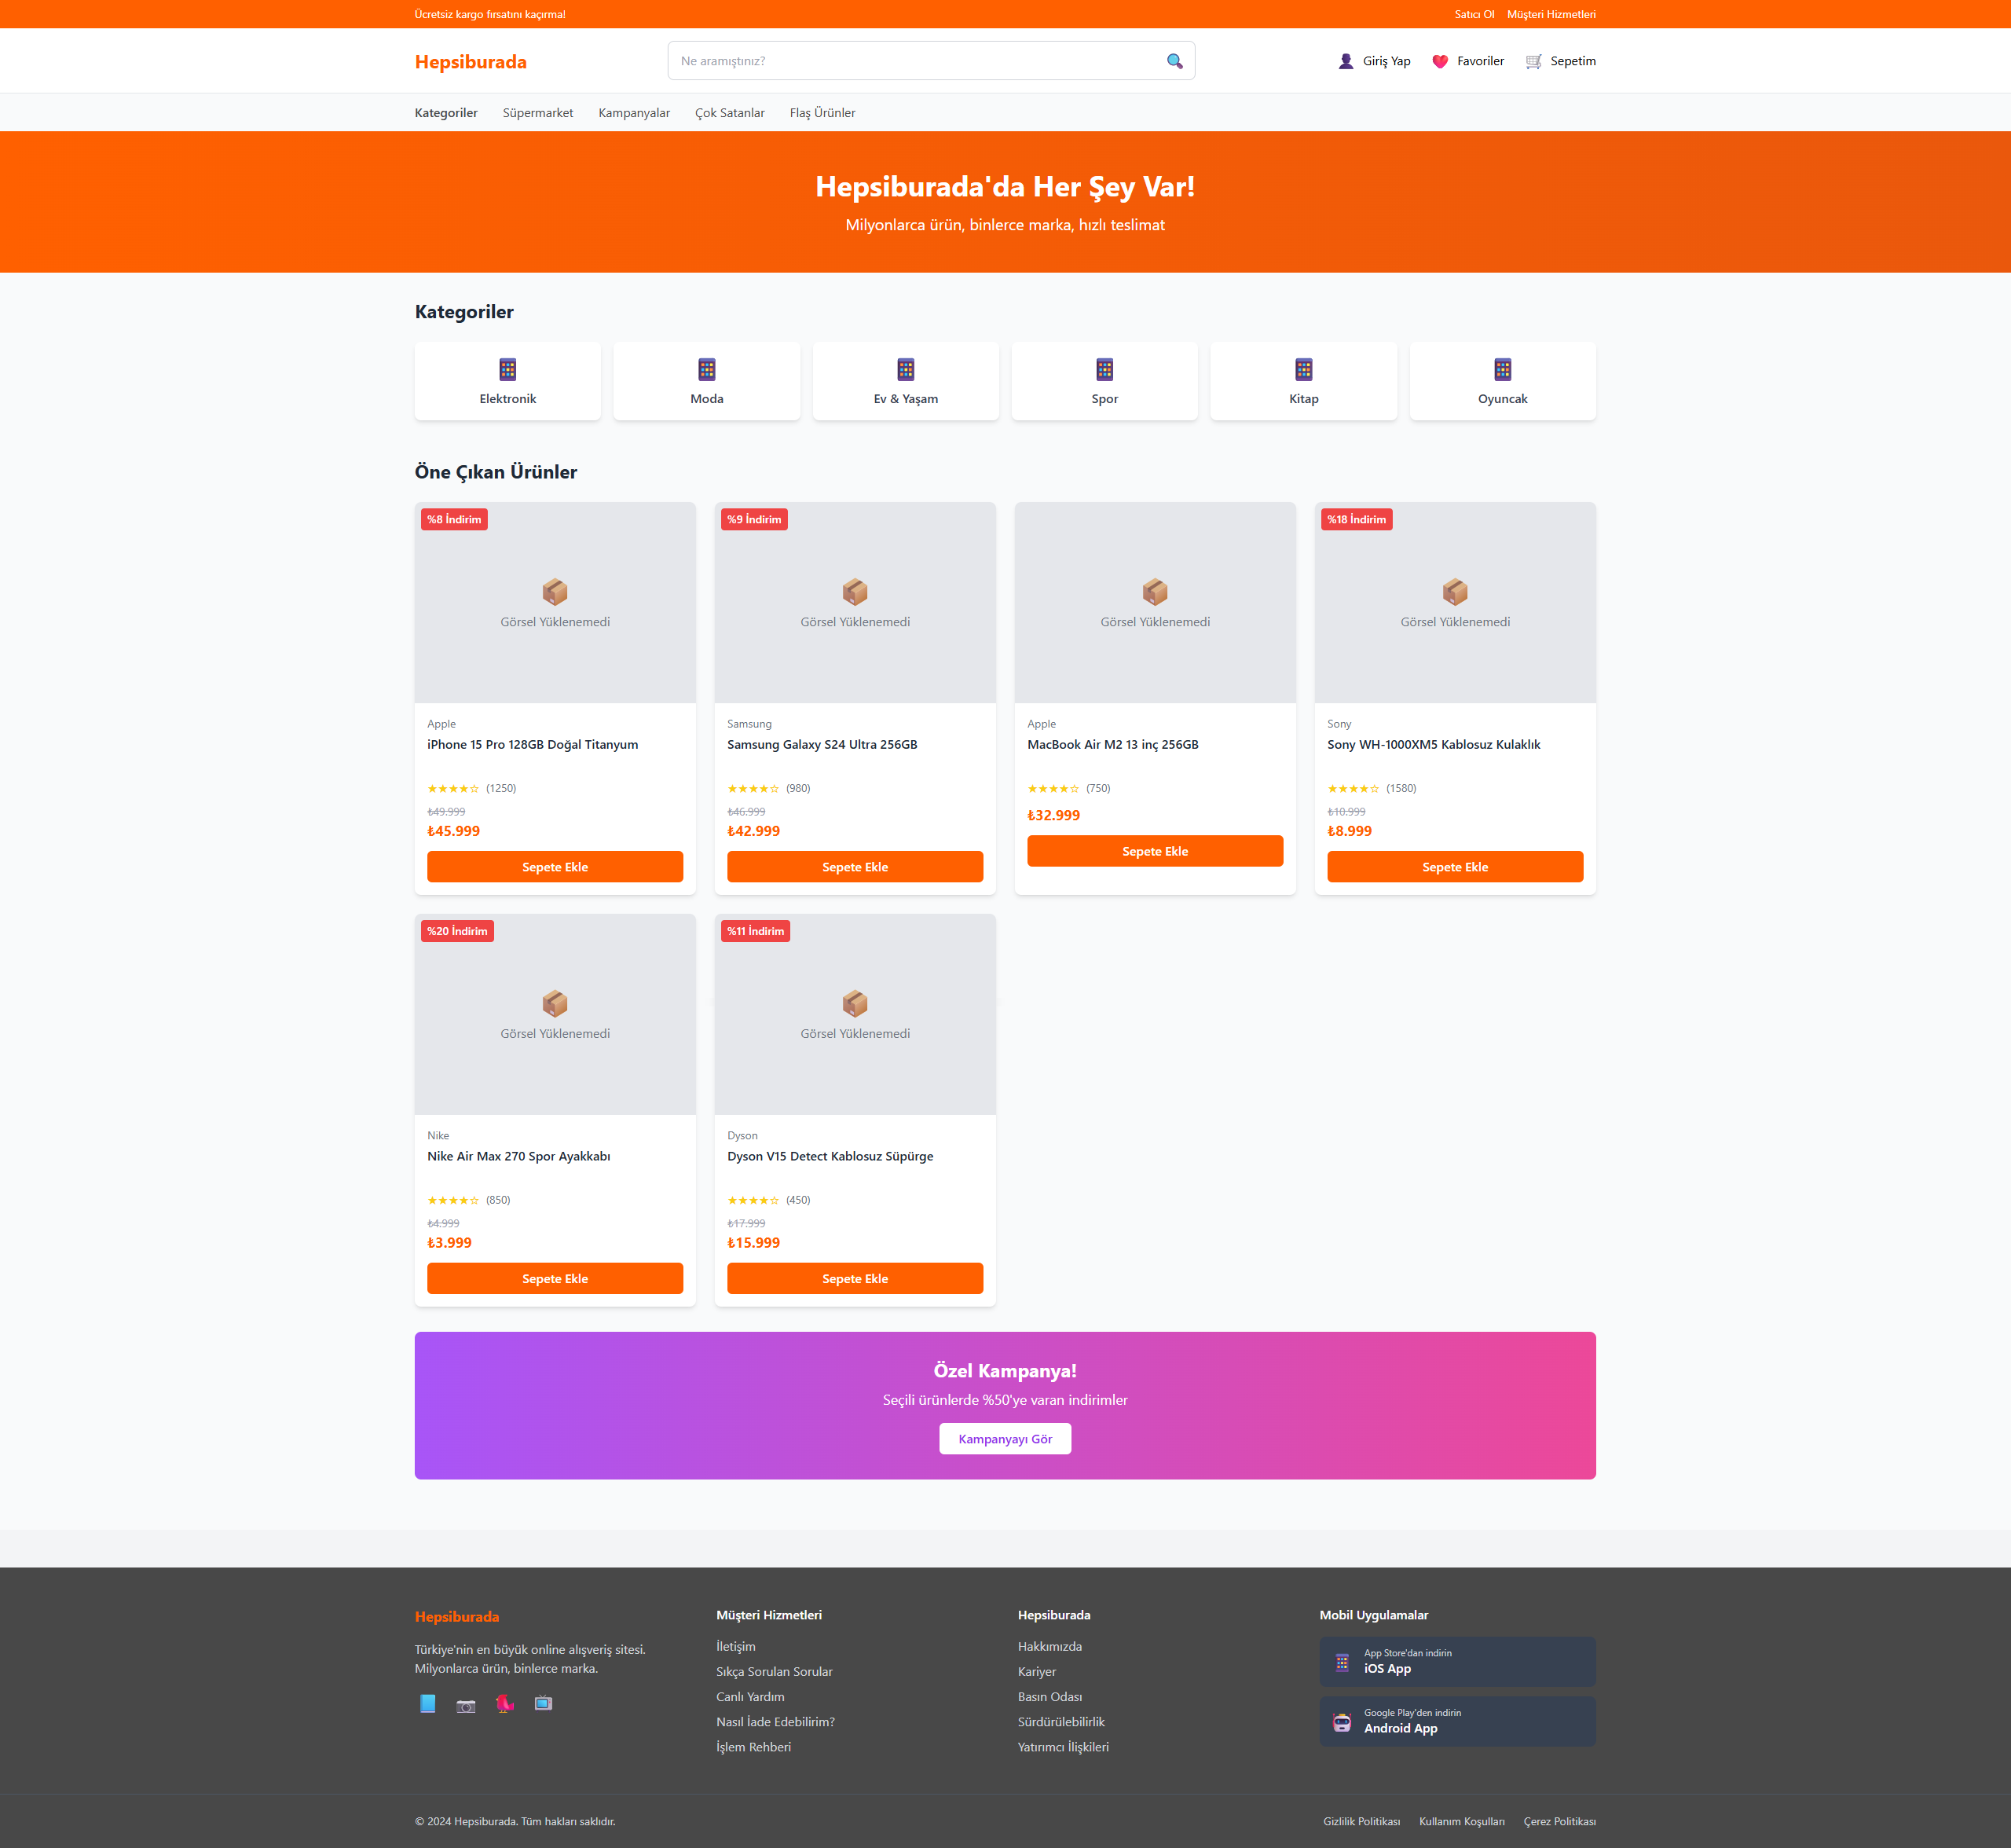 Ücretsiz kargo fırsatını kaçırma!
Satıcı Ol
Müşteri Hizmetleri
Hepsiburada
Ne aramıştınız?
Giriş Yap
Favoriler
Sepetim
Kategoriler
Süpermarket
Kampanyalar
Çok Satanlar
Flaş Ürünler
Hepsiburada'da Her Şey Var!
Milyonlarca ürün, binlerce marka, hızlı teslimat
Kategoriler
Elektronik
Moda
Ev & Yaşam
Spor
Kitap
Oyuncak
Öne Çıkan Ürünler
%8 İndirim
Görsel Yüklenemedi
Apple
iPhone 15 Pro 128GB Doğal Titanyum
★★★★☆ (1250)
₺49.999
₺45.999
Sepete Ekle
%9 İndirim
Görsel Yüklenemedi
Samsung
Samsung Galaxy S24 Ultra 256GB
★★★★☆ (980)
₺46.999
₺42.999
Sepete Ekle
Görsel Yüklenemedi
Apple
MacBook Air M2 13 inç 256GB
★★★★☆ (750)
₺32.999
Sepete Ekle
%18 İndirim
Görsel Yüklenemedi
Sony
Sony WH-1000XM5 Kablosuz Kulaklık
★★★★☆ (1580)
₺10.999
₺8.999
Sepete Ekle
%20 İndirim
Görsel Yüklenemedi
Nike
Nike Air Max 270 Spor Ayakkabı
★★★★☆ (850)
₺4.999
₺3.999
Sepete Ekle
%11 İndirim
Görsel Yüklenemedi
Dyson
Dyson V15 Detect Kablosuz Süpürge
★★★★☆ (450)
₺17.999
₺15.999
Sepete Ekle
Özel Kampanya!
Seçili ürünlerde %50'ye varan indirimler
Kampanyayı Gör
Hepsiburada
Türkiye'nin en büyük online alışveriş sitesi.
Milyonlarca ürün, binlerce marka.
Müşteri Hizmetleri
İletişim
Sıkça Sorulan Sorular
Canlı Yardım
Nasıl İade Edebilirim?
İşlem Rehberi
Hepsiburada
Hakkımızda
Kariyer
Basın Odası
Sürdürülebilirlik
Yatırımcı İlişkileri
Mobil Uygulamalar
App Store'dan indirin
iOS App
Google Play'den indirin
Android App
© 2024 Hepsiburada. Tüm hakları saklıdır.
Gizlilik Politikası
Kullanım Koşulları
Çerez Politikası